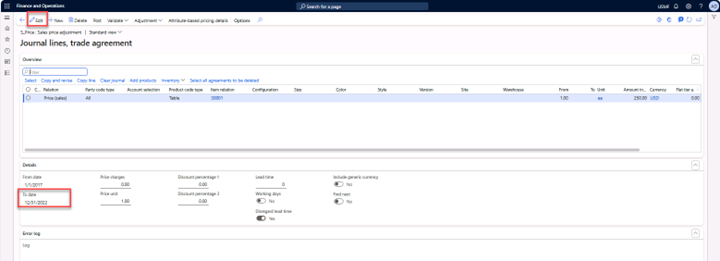 Finance and Operations
Search for a page
USMF
Edit New Delete Post Validate Adjustment Attribute-based pricing details Options
Sales price adjustment | Standard view
Journal lines, trade agreement
Overview
Filter
Select Copy and revise Copy line Clear journal Add products Inventory Select all agreements to be deleted
C... Relation Party code type Account selection Product code type Item relation Configuration Size Color Style Version Site Warehouse From To Unit Amount in... Currency
Price (sales) All Table 1.00 ea 250.00 USD 0.00
Details
From date Price charges Discount percentage 1 Lead time Include generic currency
1/1/2017 0.00 0.00 0 No
To date Price unit Discount percentage 2 Working days Find next
12/31/2022 1.00 0.00 No No
Disregard lead time
Yes
Error log
Log